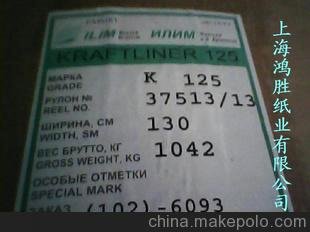 ILIM ИЛИМ
KRAFTLINER 125
МАРКА
GRADE K 125
РУЛОН №
REEL NO. 37513/13
ШИРИНА, СМ
WIDTH, SM 130
ВЕС БРУТТО, КГ
GROSS WEIGHT, KG 1042
ОСОБЫЕ ОТМЕТКИ
SPECIAL MARK
ЗАКАЗ (102)-6093
上海鸿胜纸业有限公司
china.makepolo.com